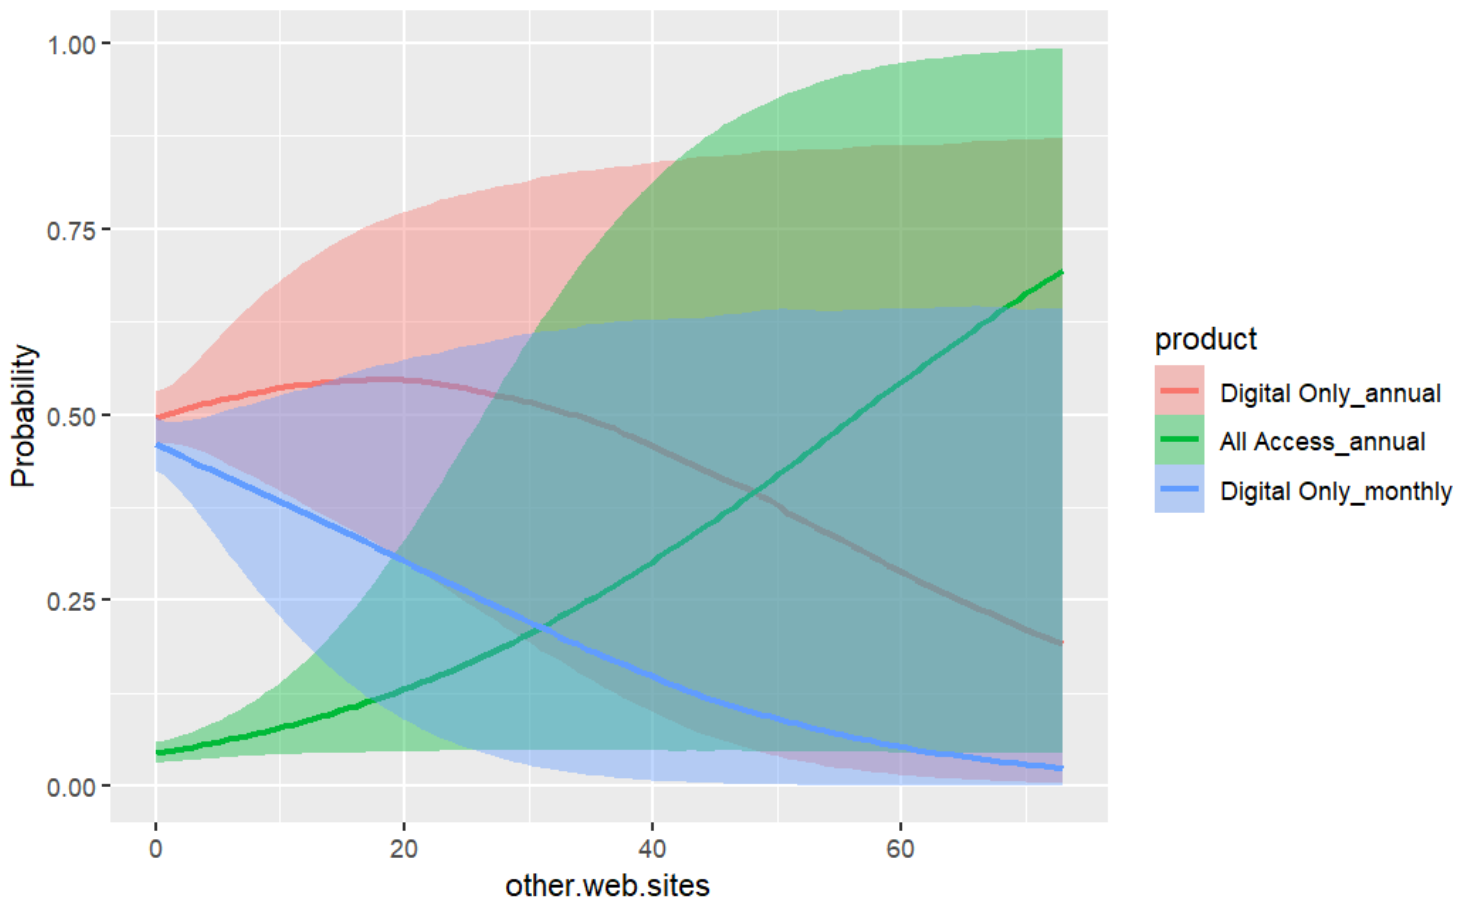 1.00
0.75
0.50
0.25
0.00
Probability
0
20
40
60
other.web.sites
product
Digital Only_annual
All Access_annual
Digital Only_monthly